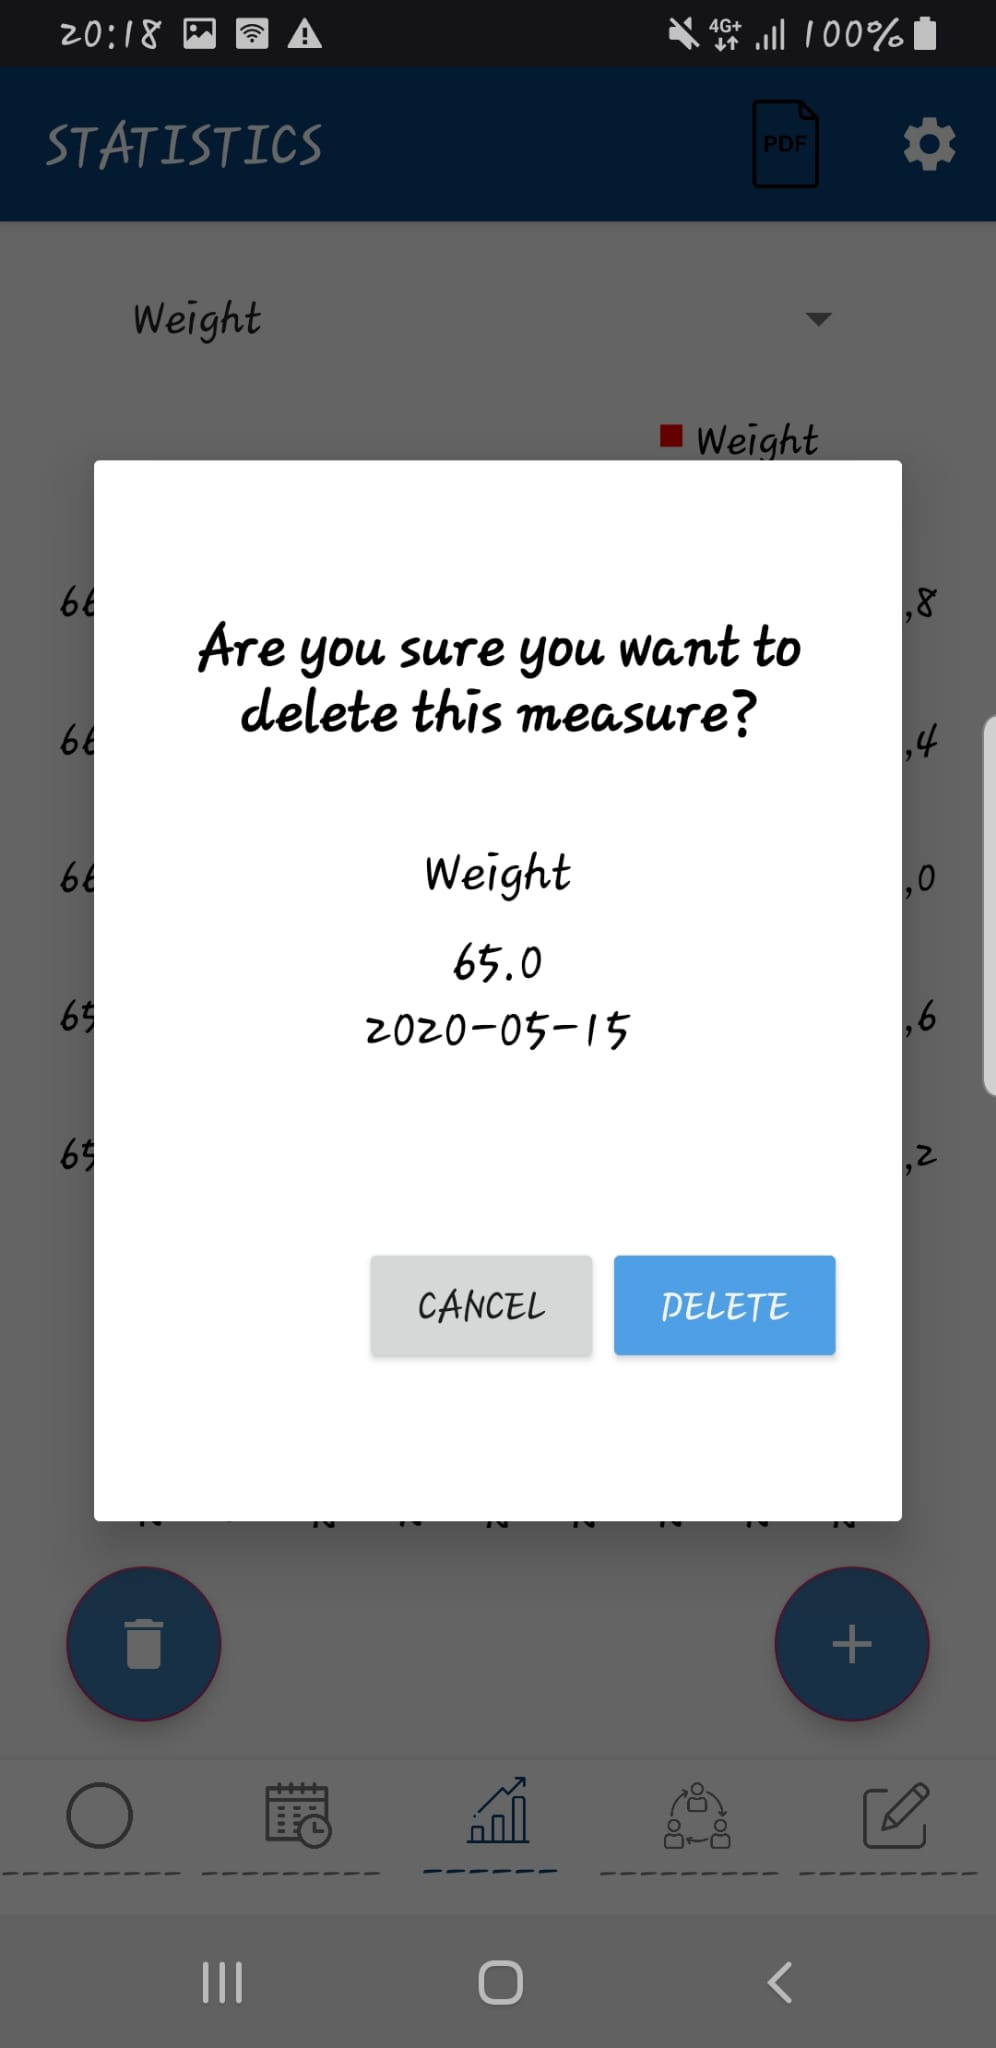 20:18 4G+ 100%
STATISTICS PDF
Weight
Weight
Are you sure you want to
delete this measure?
Weight
65.0
2020-05-15
CANCEL DELETE